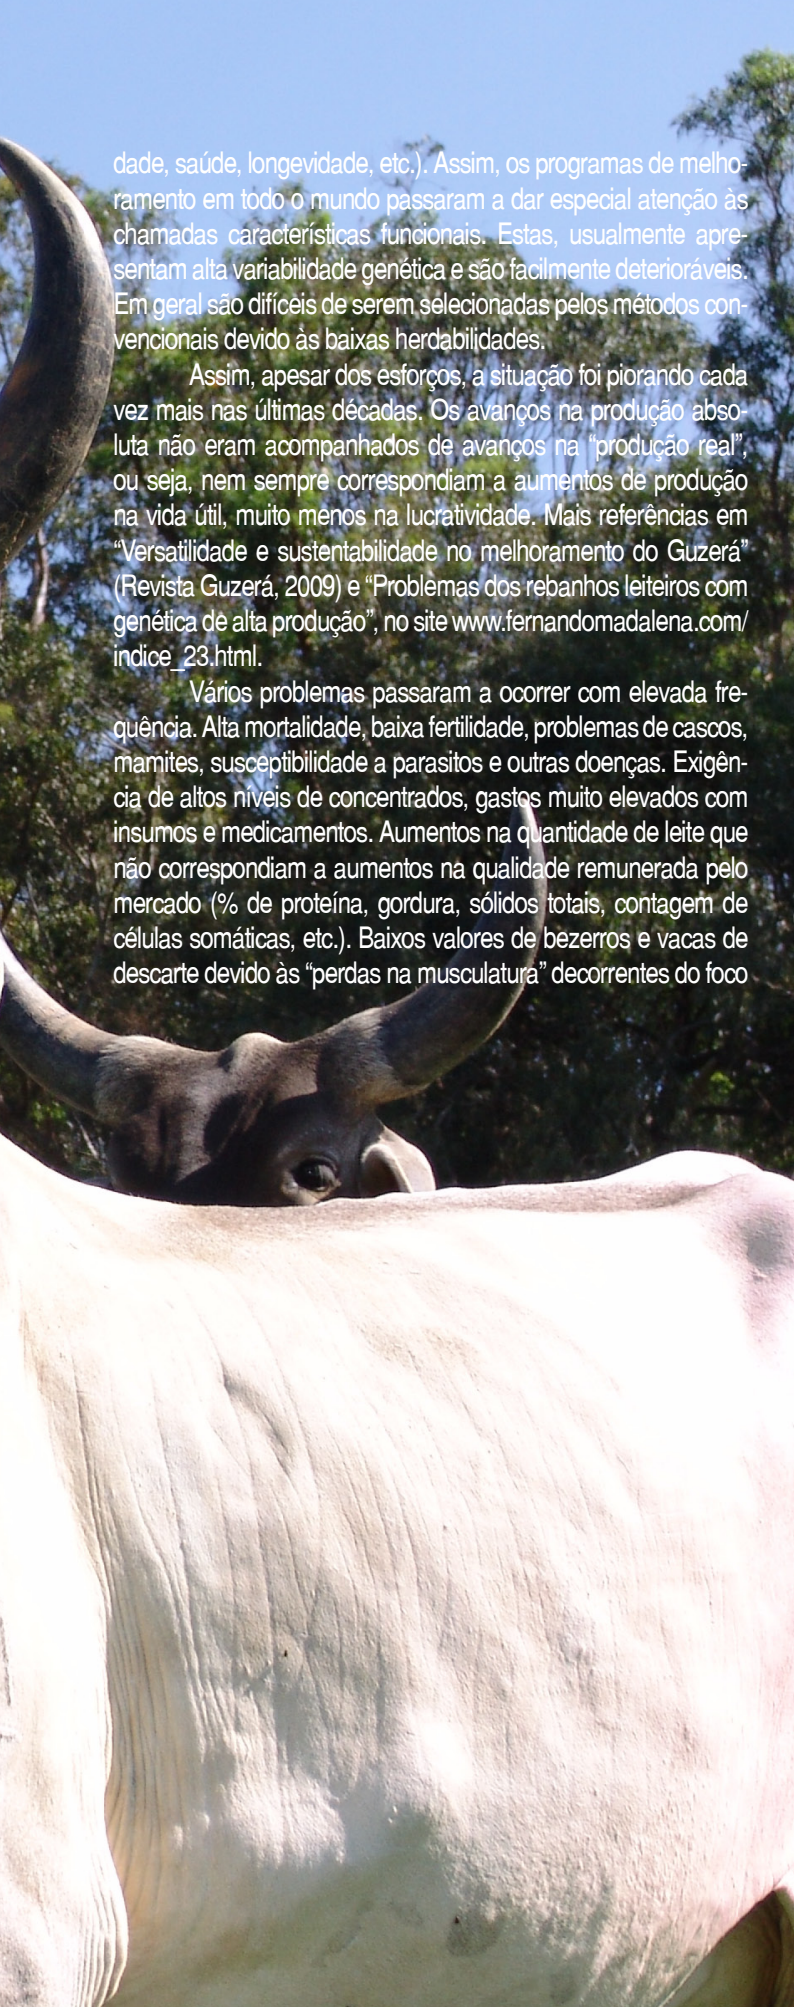 dade, saúde, longevidade, etc.). Assim, os programas de melho-
ramento em todo o mundo passaram a dar especial atenção às
chamadas características funcionais. Estas, usualmente apre-
sentam alta variabilidade genética e são facilmente deterioráveis.
Em geral são difíceis de serem selecionadas pelos métodos con-
vencionais devido às baixas herdabilidades.
Assim, apesar dos esforços, a situação foi piorando cada
vez mais nas últimas décadas. Os avanços na produção abso-
luta não eram acompanhados de avanços na “produção real”,
ou seja, nem sempre correspondiam a aumentos de produção
na vida útil, muito menos na lucratividade. Mais referências em
“Versatilidade e sustentabilidade no melhoramento do Guzerá”
(Revista Guzerá, 2009) e “Problemas dos rebanhos leiteiros com
genética de alta produção”, no site www.fernandomadalena.com/
indice_23.html.
Vários problemas passaram a ocorrer com elevada fre-
quência. Alta mortalidade, baixa fertilidade, problemas de cascos,
mamites, susceptibilidade a parasitos e outras doenças. Exigên-
cia de altos níveis de concentrados, gastos muito elevados com
insumos e medicamentos. Aumentos na quantidade de leite que
não correspondiam a aumentos na qualidade remunerada pelo
mercado (% de proteína, gordura, sólidos totais, contagem de
células somáticas, etc.). Baixos valores de bezerros e vacas de
descarte devido às “perdas na musculatura” decorrentes do foco